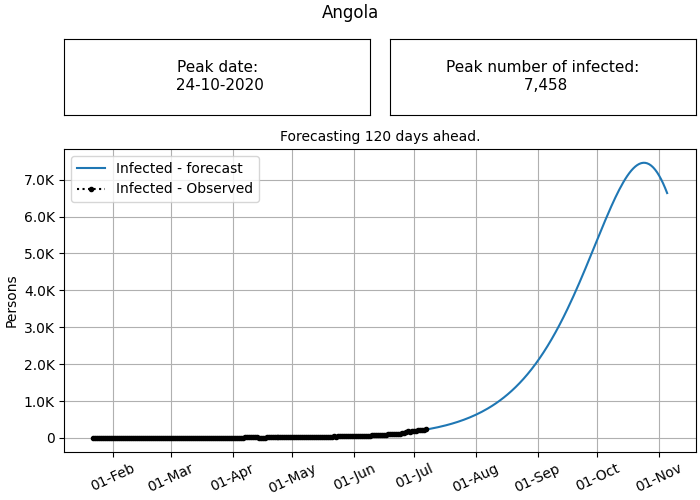 Angola
Peak date:
24-10-2020
Peak number of infected:
7,458
Forecasting 120 days ahead.
Infected - forecast
Infected - Observed
7.0K
6.0K
5.0K
4.0K
3.0K
2.0K
1.0K
0
Persons
01-Feb
01-Mar
01-Apr
01-May
01-Jun
01-Jul
01-Aug
01-Sep
01-Oct
01-Nov